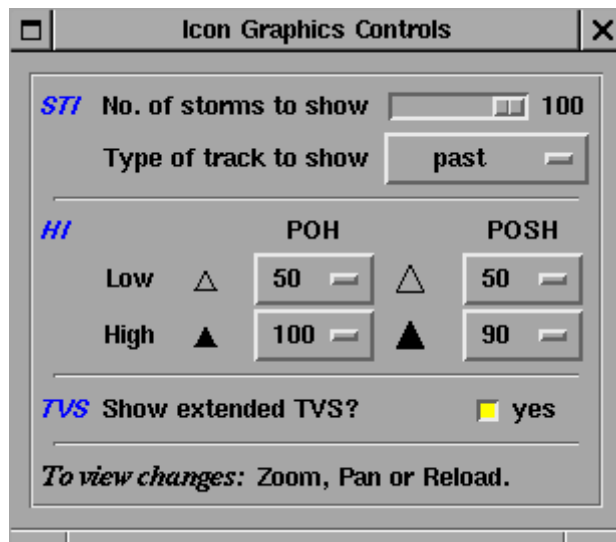 Icon Graphics Controls
STI No. of storms to show 100
Type of track to show past
HI POH POSH
Low 50 50
High 100 90
TVS Show extended TVS? yes
To view changes: Zoom, Pan or Reload.